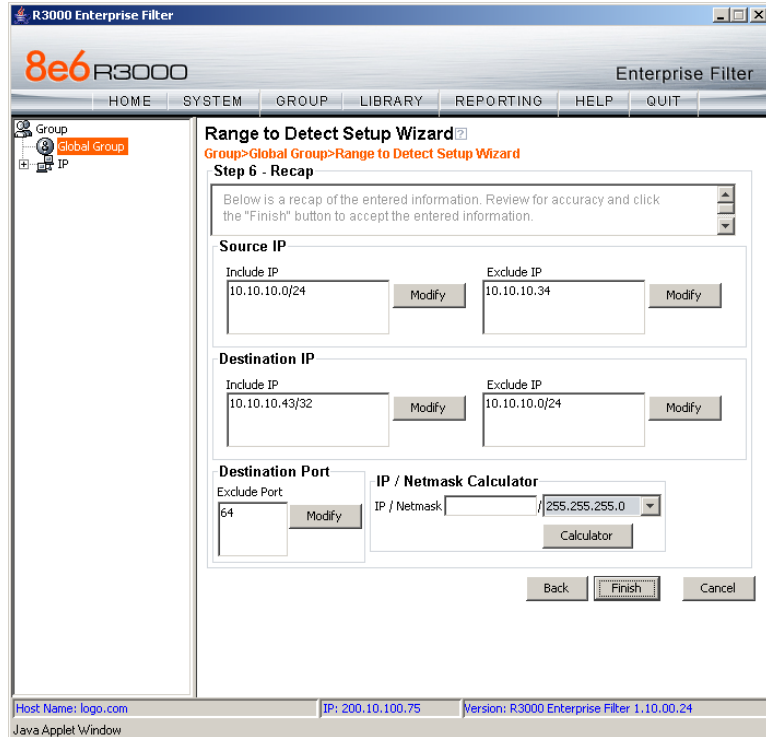 R3000 Enterprise Filter
8e6 R3000
Enterprise Filter
HOME SYSTEM GROUP LIBRARY REPORTING HELP QUIT
Group
Global Group
IP
Range to Detect Setup Wizard?
Group>Global Group>Range to Detect Setup Wizard
Step 6 - Recap
Below is a recap of the entered information. Review for accuracy and click
the "Finish" button to accept the entered information.
Source IP
Include IP Exclude IP
10.10.10.0/24 Modify 10.10.10.34 Modify
Destination IP
Include IP Exclude IP
10.10.10.43/32 Modify 10.10.10.0/24 Modify
Destination Port
Exclude Port
64 Modify
IP / Netmask Calculator
IP / Netmask / 255.255.255.0
Calculator
Back Finish Cancel
Host Name: logo.com IP: 200.10.100.75 Version: R3000 Enterprise Filter 1.10.00.24
Java Applet Window